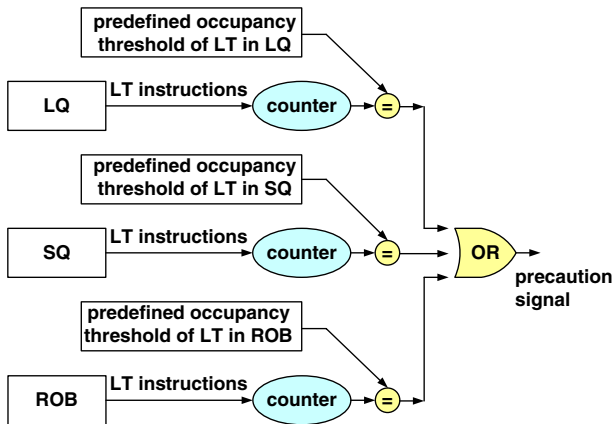 predefined occupancy
threshold of LT in LQ
LT instructions
LQ
counter
=
predefined occupancy
threshold of LT in SQ
LT instructions
SQ
counter
=
OR
precaution
signal
predefined occupancy
threshold of LT in ROB
LT instructions
ROB
counter
=